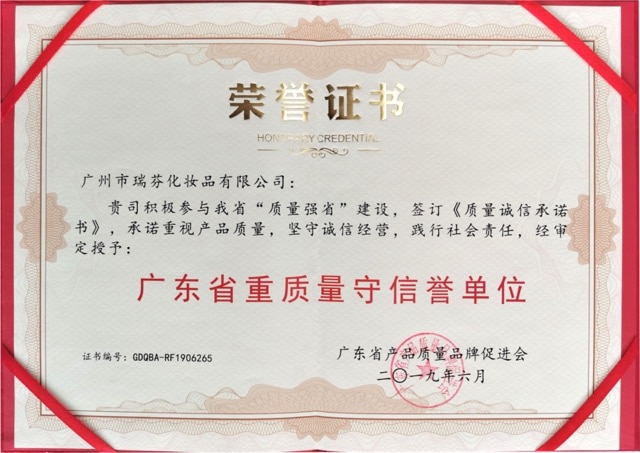 荣誉证书
HONORARY CREDENTIAL
广州市瑞芬化妆品有限公司：
贵司积极参与我省“质量强省”建设，签订《质量诚信承诺
书》，承诺重视产品质量，坚守诚信经营，践行社会责任，经审
定授予：
广东省重质量守信誉单位
证书编号：GDQBA-RF1906265
广东省产品质量品牌促进会
二〇一九年六月